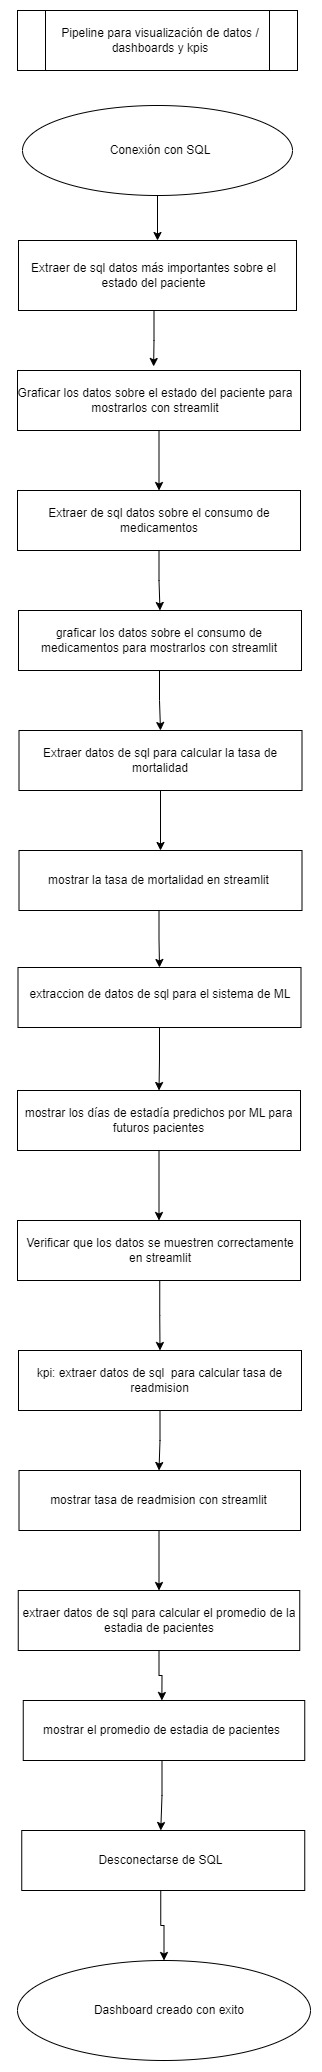 Pipeline para visualización de datos /
dashboards y kpis
Conexión con SQL
Extraer de sql datos más importantes sobre el
estado del paciente
Graficar los datos sobre el estado del paciente para
mostrarlos con streamlit
Extraer de sql datos sobre el consumo de
medicamentos
graficar los datos sobre el consumo de
medicamentos para mostrarlos con streamlit
Extraer datos de sql para calcular la tasa de
mortalidad
mostrar la tasa de mortalidad en streamlit
extraccion de datos de sql para el sistema de ML
mostrar los días de estadía predichos por ML para
futuros pacientes
Verificar que los datos se muestren correctamente
en streamlit
kpi: extraer datos de sql  para calcular tasa de
readmision
mostrar tasa de readmision con streamlit
extraer datos de sql para calcular el promedio de la
estadia de pacientes
mostrar el promedio de estadia de pacientes
Desconectarse de SQL
Dashboard creado con exito